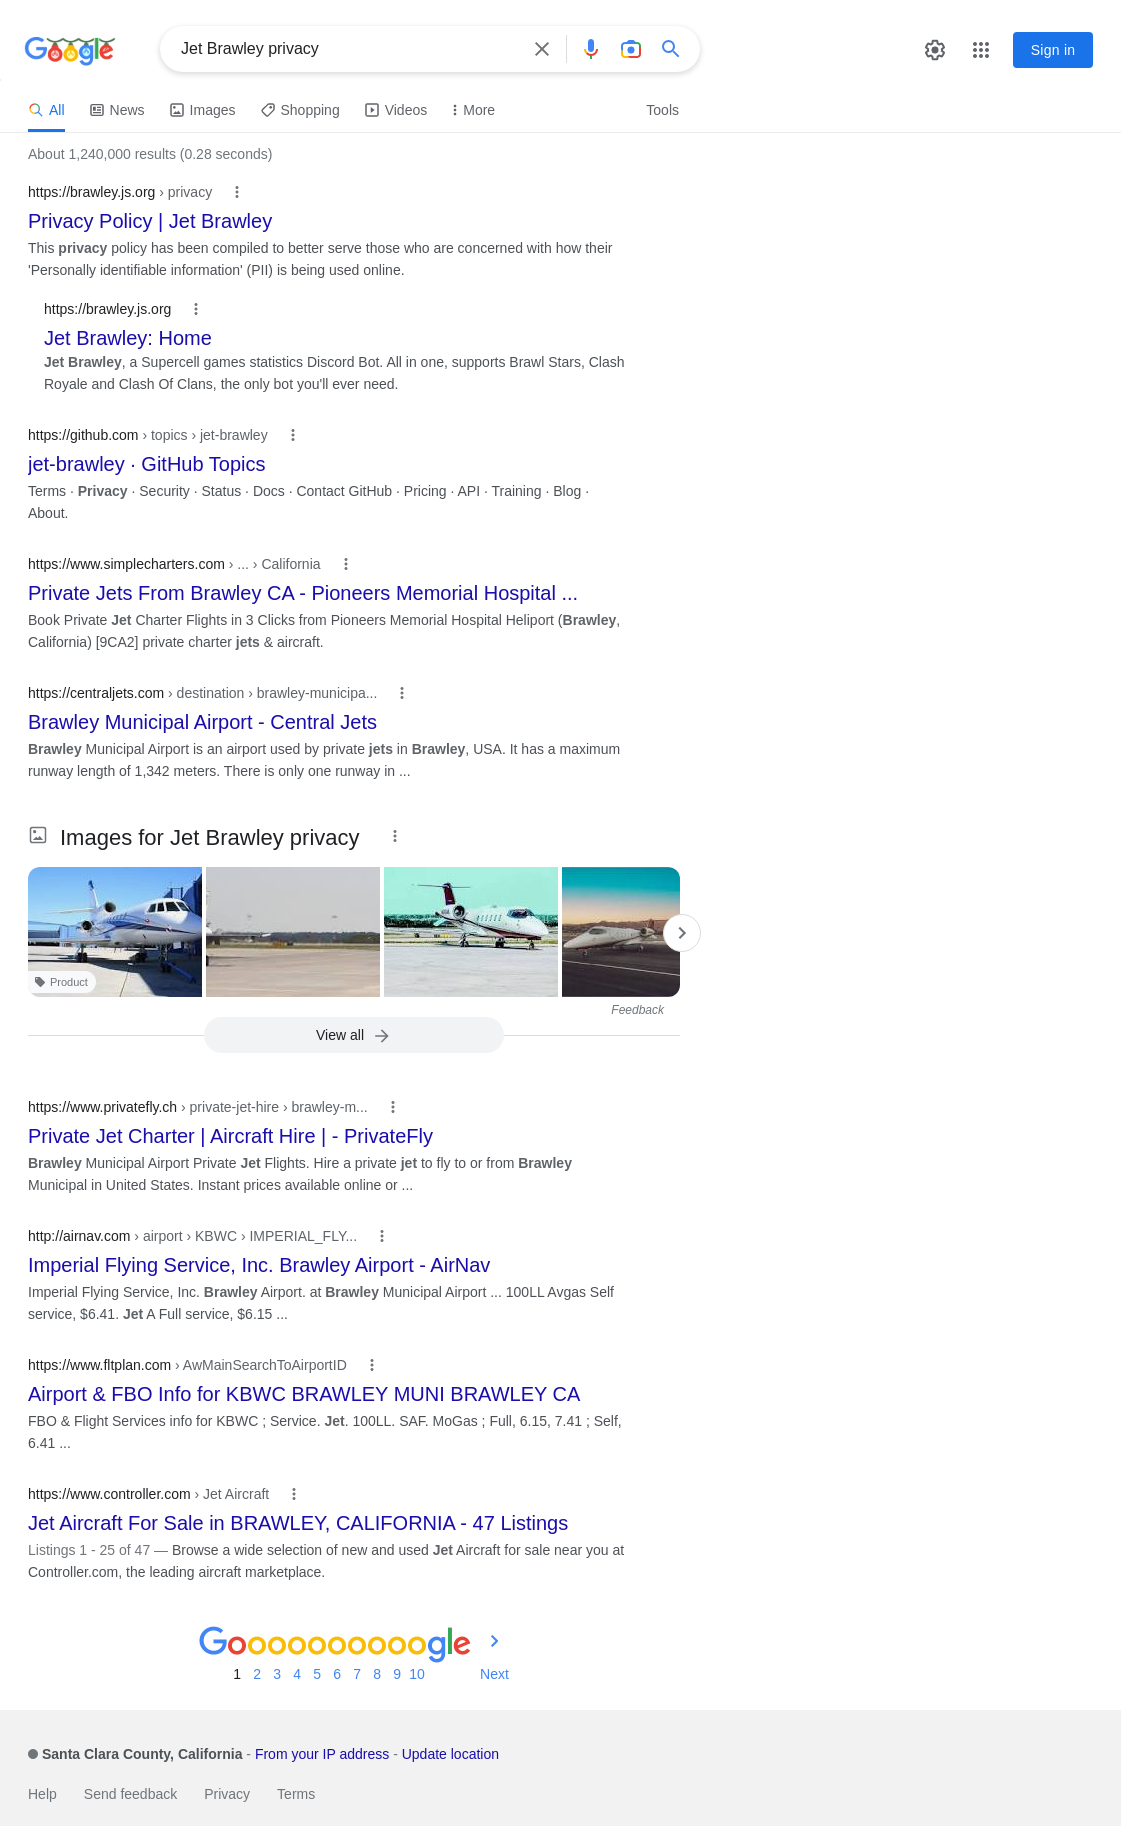 Google
Jet Brawley privacy
Sign in
All News Images Shopping Videos More Tools
About 1,240,000 results (0.28 seconds)
https://brawley.js.org › privacy
Privacy Policy | Jet Brawley
This privacy policy has been compiled to better serve those who are concerned with how their
'Personally identifiable information' (PII) is being used online.
https://brawley.js.org
Jet Brawley: Home
Jet Brawley, a Supercell games statistics Discord Bot. All in one, supports Brawl Stars, Clash
Royale and Clash Of Clans, the only bot you'll ever need.
https://github.com › topics › jet-brawley
jet-brawley · GitHub Topics
Terms · Privacy · Security · Status · Docs · Contact GitHub · Pricing · API · Training · Blog ·
About.
https://www.simplecharters.com › ... › California
Private Jets From Brawley CA - Pioneers Memorial Hospital ...
Book Private Jet Charter Flights in 3 Clicks from Pioneers Memorial Hospital Heliport (Brawley,
California) [9CA2] private charter jets & aircraft.
https://centraljets.com › destination › brawley-municipa...
Brawley Municipal Airport - Central Jets
Brawley Municipal Airport is an airport used by private jets in Brawley, USA. It has a maximum
runway length of 1,342 meters. There is only one runway in ...
Images for Jet Brawley privacy
Product
Feedback
View all
https://www.privatefly.ch › private-jet-hire › brawley-m...
Private Jet Charter | Aircraft Hire | - PrivateFly
Brawley Municipal Airport Private Jet Flights. Hire a private jet to fly to or from Brawley
Municipal in United States. Instant prices available online or ...
http://airnav.com › airport › KBWC › IMPERIAL_FLY...
Imperial Flying Service, Inc. Brawley Airport - AirNav
Imperial Flying Service, Inc. Brawley Airport. at Brawley Municipal Airport ... 100LL Avgas Self
service, $6.41. Jet A Full service, $6.15 ...
https://www.fltplan.com › AwMainSearchToAirportID
Airport & FBO Info for KBWC BRAWLEY MUNI BRAWLEY CA
FBO & Flight Services info for KBWC ; Service. Jet. 100LL. SAF. MoGas ; Full, 6.15, 7.41 ; Self,
6.41 ...
https://www.controller.com › Jet Aircraft
Jet Aircraft For Sale in BRAWLEY, CALIFORNIA - 47 Listings
Listings 1 - 25 of 47 — Browse a wide selection of new and used Jet Aircraft for sale near you at
Controller.com, the leading aircraft marketplace.
Goooooooooogle
1 2 3 4 5 6 7 8 9 10 Next
Santa Clara County, California - From your IP address - Update location
Help Send feedback Privacy Terms